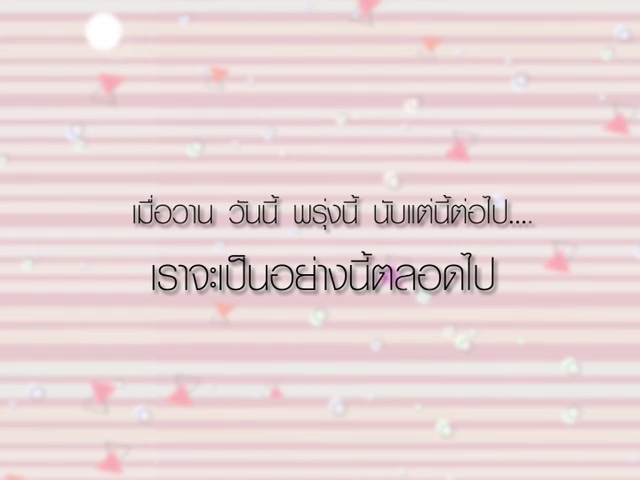 เมื่อวาน วันนี้ พรุ่งนี้ นับแต่นี้ต่อไป....
เราจะเป็นอย่างนี้ตลอดไป